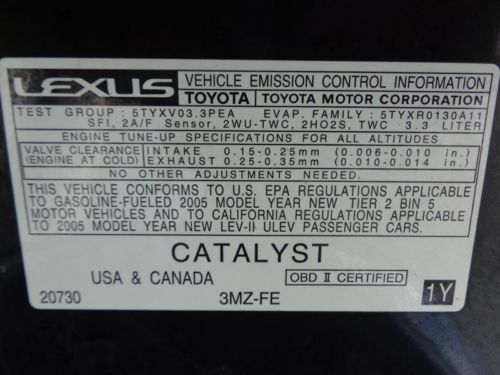 LEXUS VEHICLE EMISSION CONTROL INFORMATION
TOYOTA TOYOTA MOTOR CORPORATION
TEST GROUP : 5TYXV03.3PEA EVAP. FAMILY : 5TYXR0130A11
SFI, 2A/F Sensor, 2WU-TWC, 2HO2S, TWC 3.3 LITER
ENGINE TUNE-UP SPECIFICATIONS FOR ALL ALTITUDES
VALVE CLEARANCE INTAKE 0.15-0.25mm (0.006-0.010 in.)
(ENGINE AT COLD) EXHAUST 0.25-0.35mm (0.010-0.014 in.)
NO OTHER ADJUSTMENTS NEEDED.
THIS VEHICLE CONFORMS TO U.S. EPA REGULATIONS APPLICABLE
TO GASOLINE-FUELED 2005 MODEL YEAR NEW TIER 2 BIN 5
MOTOR VEHICLES AND TO CALIFORNIA REGULATIONS APPLICABLE
TO 2005 MODEL YEAR NEW LEV-II ULEV PASSENGER CARS.
CATALYST
USA & CANADA OBD II CERTIFIED
20730 3MZ-FE 1Y